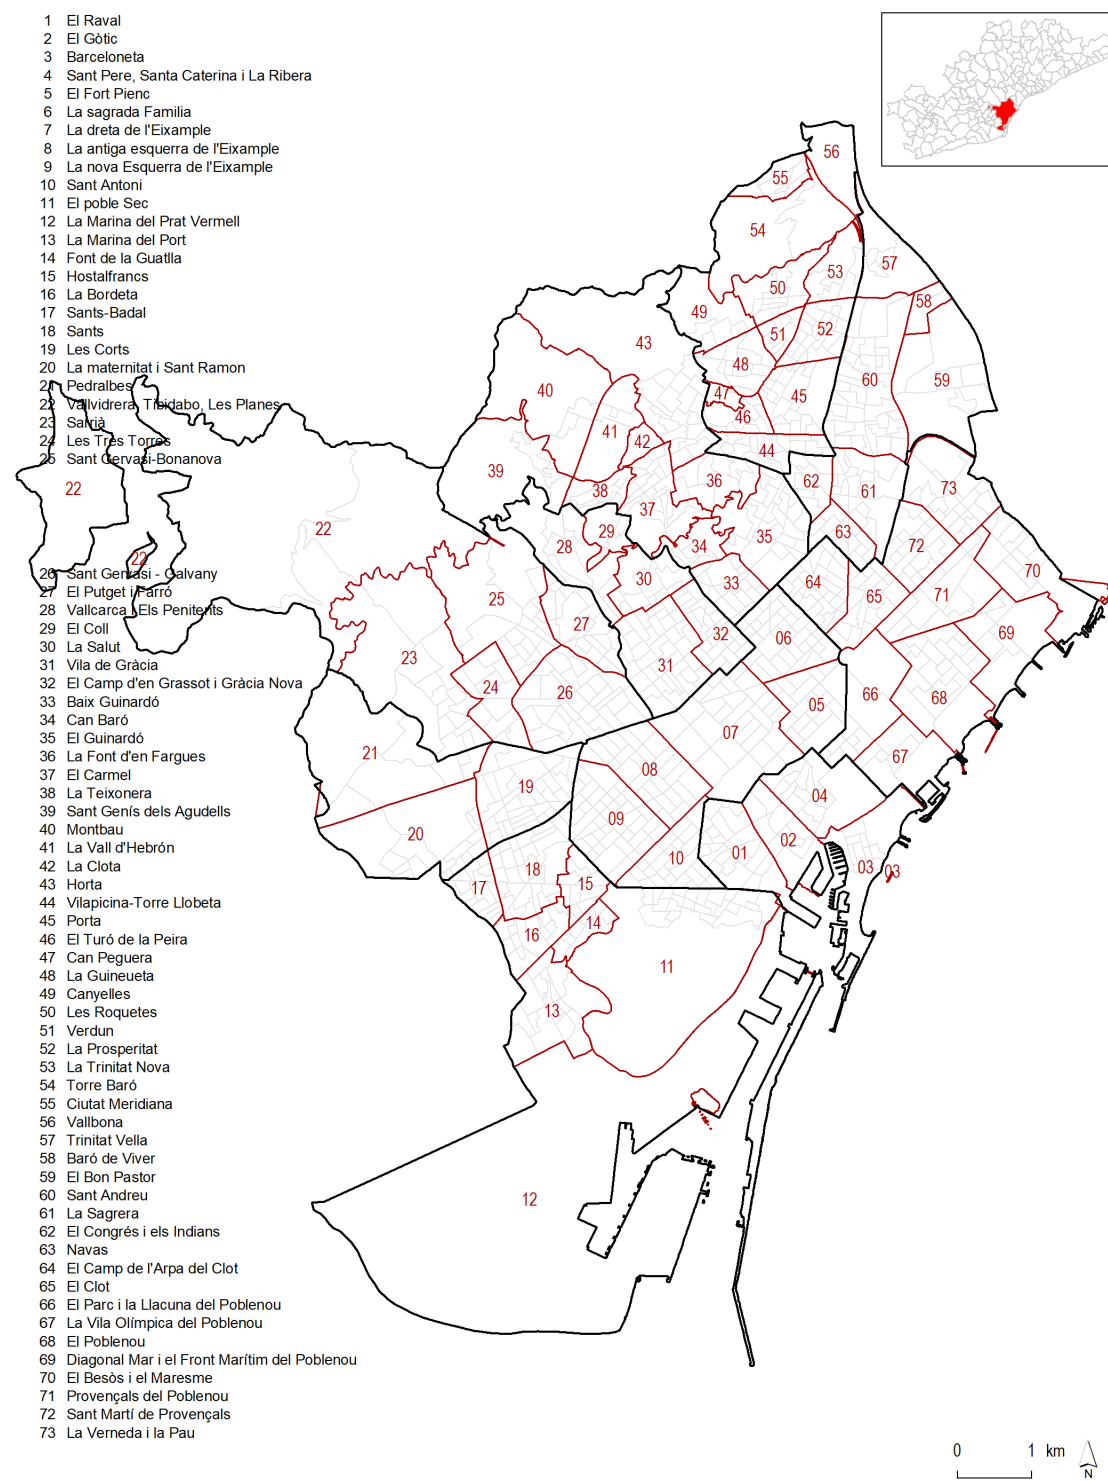 1 El Raval
2 El Gòtic
3 Barceloneta
4 Sant Pere, Santa Caterina i La Ribera
5 El Fort Pienc
6 La sagrada Familia
7 La dreta de l'Eixample
8 La antiga esquerra de l'Eixample
9 La nova Esquerra de l'Eixample
10 Sant Antoni
11 El poble Sec
12 La Marina del Prat Vermell
13 La Marina del Port
14 Font de la Guatlla
15 Hostalfrancs
16 La Bordeta
17 Sants-Badal
18 Sants
19 Les Corts
20 La maternitat i Sant Ramon
21 Pedralbes
22 Vallvidrera, Tibidabo, Les Planes
23 Sarrià
24 Les Tres Torres
25 Sant Gervasi-Bonanova
26 Sant Gervasi - Galvany
27 El Putget i Farró
28 Vallcarca i Els Penitents
29 El Coll
30 La Salut
31 Vila de Gràcia
32 El Camp d'en Grassot i Gràcia Nova
33 Baix Guinardó
34 Can Baró
35 El Guinardó
36 La Font d'en Fargues
37 El Carmel
38 La Teixonera
39 Sant Genís dels Agudells
40 Montbau
41 La Vall d'Hebrón
42 La Clota
43 Horta
44 Vilapicina-Torre Llobeta
45 Porta
46 El Turó de la Peira
47 Can Peguera
48 La Guineueta
49 Canyelles
50 Les Roquetes
51 Verdun
52 La Prosperitat
53 La Trinitat Nova
54 Torre Baró
55 Ciutat Meridiana
56 Vallbona
57 Trinitat Vella
58 Baró de Viver
59 El Bon Pastor
60 Sant Andreu
61 La Sagrera
62 El Congrés i els Indians
63 Navas
64 El Camp de l'Arpa del Clot
65 El Clot
66 El Parc i la Llacuna del Poblenou
67 La Vila Olímpica del Poblenou
68 El Poblenou
69 Diagonal Mar i el Front Marítim del Poblenou
70 El Besòs i el Maresme
71 Provençals del Poblenou
72 Sant Martí de Provençals
73 La Verneda i la Pau
56
55
54
57
53
50
58
49
51
52
43
48
60
59
40
47
45
46
41
42
44
39
36
62
61
73
38
37
22
22
22
29
28
34
35
63
72
30
33
64
65
70
71
25
27
32
06
69
23
31
24
26
05
66
68
07
21
08
67
19
04
09
20
01
02
10
03
03
18
15
17
14
16
11
13
12
0 1 km
N